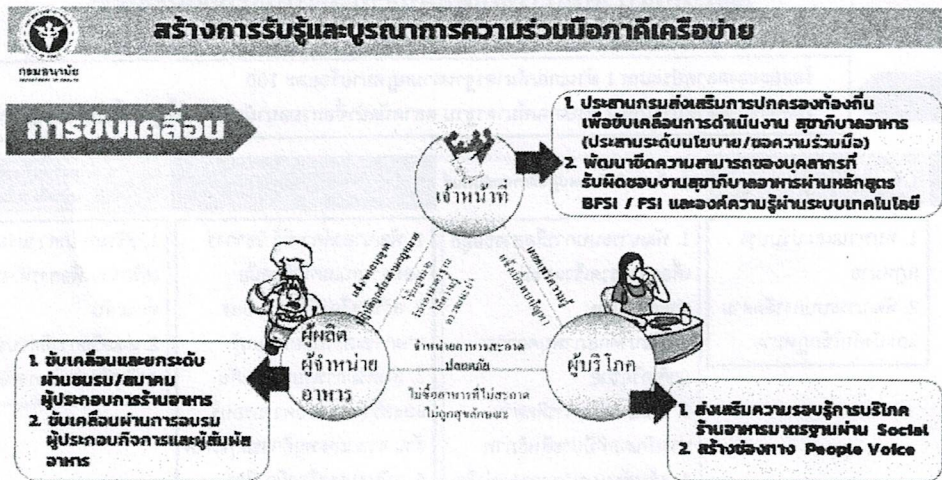 สร้างการรับรู้และบูรณาการความร่วมมือภาคีเครือข่าย
กรมอนามัย
การขับเคลื่อน
1. ประสานกรมส่งเสริมการปกครองท้องถิ่น
เพื่อขับเคลื่อนการดำเนินงาน สุขาภิบาลอาหาร
(ประสานระดับนโยบาย/ขอความร่วมมือ)
2. พัฒนาขีดความสามารถของบุคลากรที่
รับผิดชอบงานสุขาภิบาลอาหารผ่านหลักสูตร
BFSI / FSI และองค์ความรู้ผ่านระบบเทคโนโลยี
เจ้าหน้าที่
ผู้ผลิต
ผู้จำหน่าย
อาหาร
จำหน่ายอาหารสะอาด
ปลอดภัย
ไม่ซื้ออาหารที่ไม่สะอาด
ไม่ถูกสุขลักษณะ
ผู้บริโภค
1. ขับเคลื่อนและยกระดับ
ผ่านชมรม/สมาคม
ผู้ประกอบการร้านอาหาร
2. ขับเคลื่อนผ่านการอบรม
ผู้ประกอบกิจการและผู้สัมผัส
อาหาร
1. ส่งเสริมความรอบรู้การบริโภค
ร้านอาหารมาตรฐานผ่าน Social
2. สร้างช่องทาง People Voice